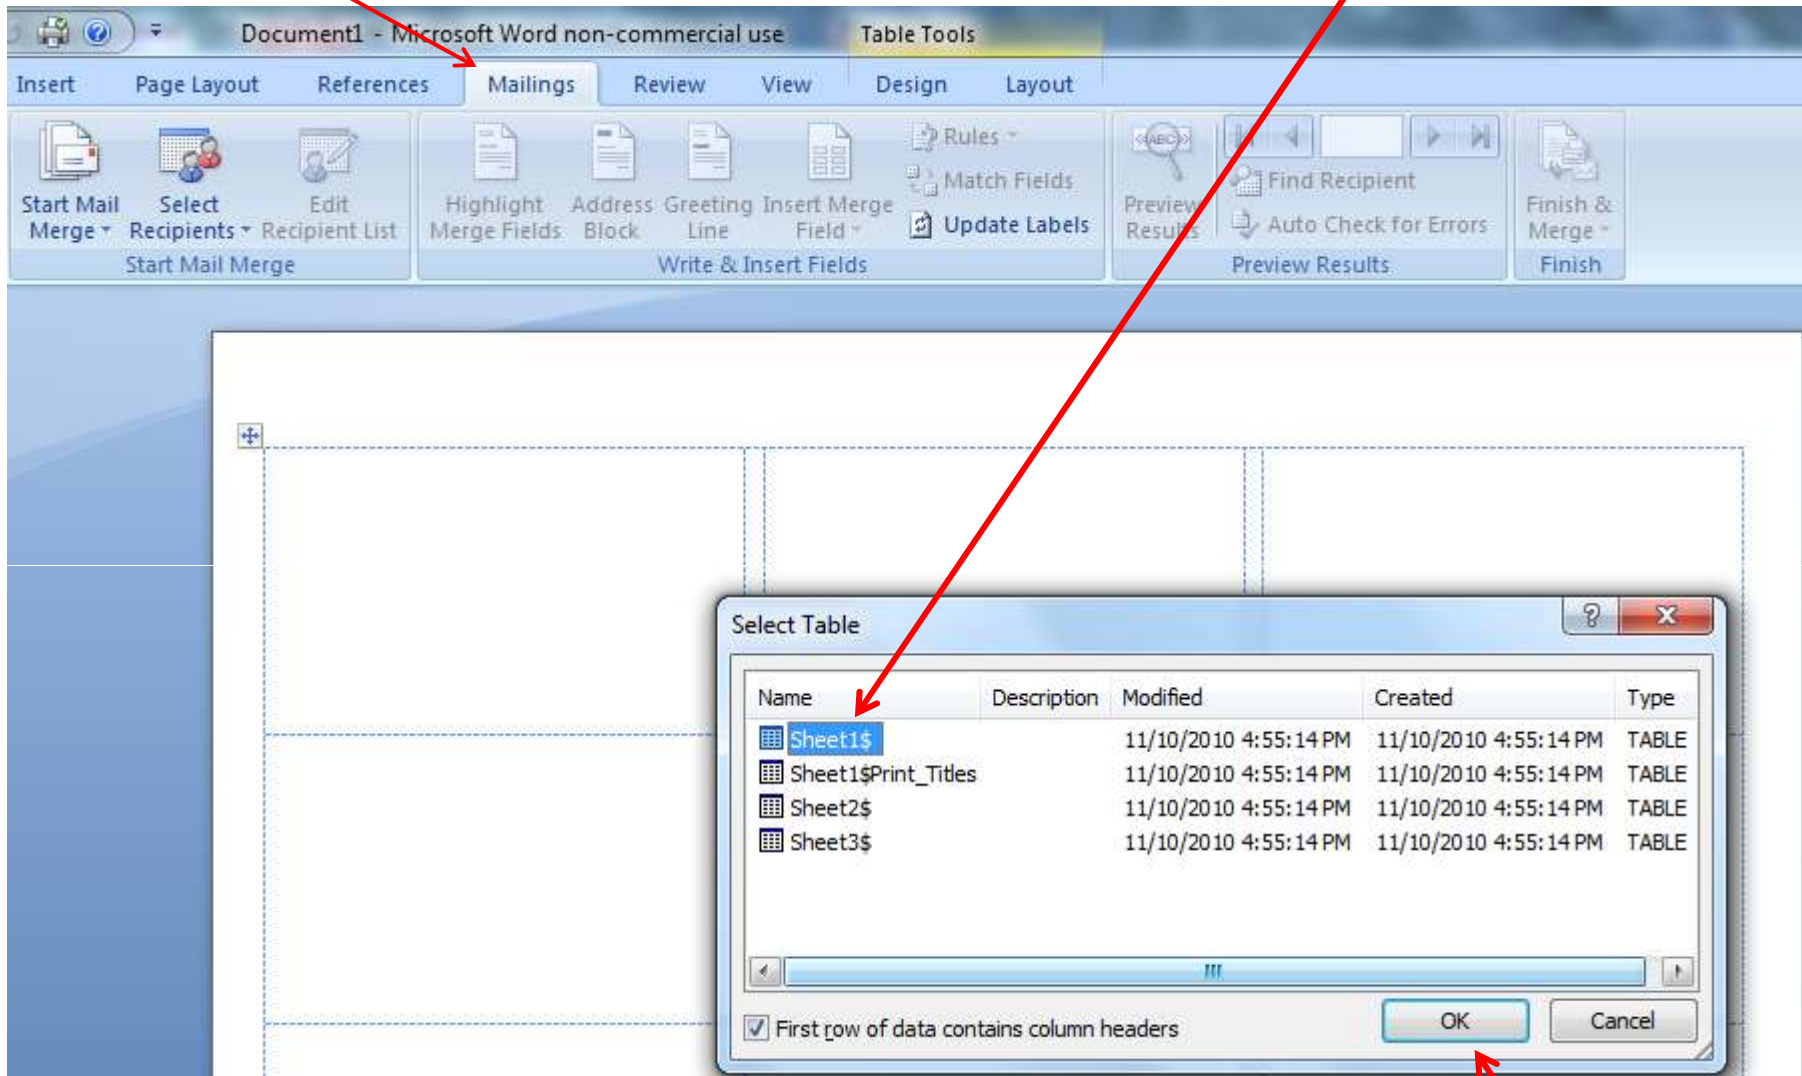 Document1 - Microsoft Word non-commercial use Table Tools
Insert Page Layout References Mailings Review View Design Layout
Start Mail Merge
Select Recipients
Edit Recipient List
Start Mail Merge
Highlight Merge Fields
Address Block
Greeting Line
Insert Merge Field
Rules
Match Fields
Update Labels
Write & Insert Fields
<<ABC>>
Preview Results
Find Recipient
Auto Check for Errors
Preview Results
Finish & Merge
Finish
Select Table
Name Description Modified Created Type
Sheet1$ 11/10/2010 4:55:14 PM 11/10/2010 4:55:14 PM TABLE
Sheet1$Print_Titles 11/10/2010 4:55:14 PM 11/10/2010 4:55:14 PM TABLE
Sheet2$ 11/10/2010 4:55:14 PM 11/10/2010 4:55:14 PM TABLE
Sheet3$ 11/10/2010 4:55:14 PM 11/10/2010 4:55:14 PM TABLE
First row of data contains column headers OK Cancel